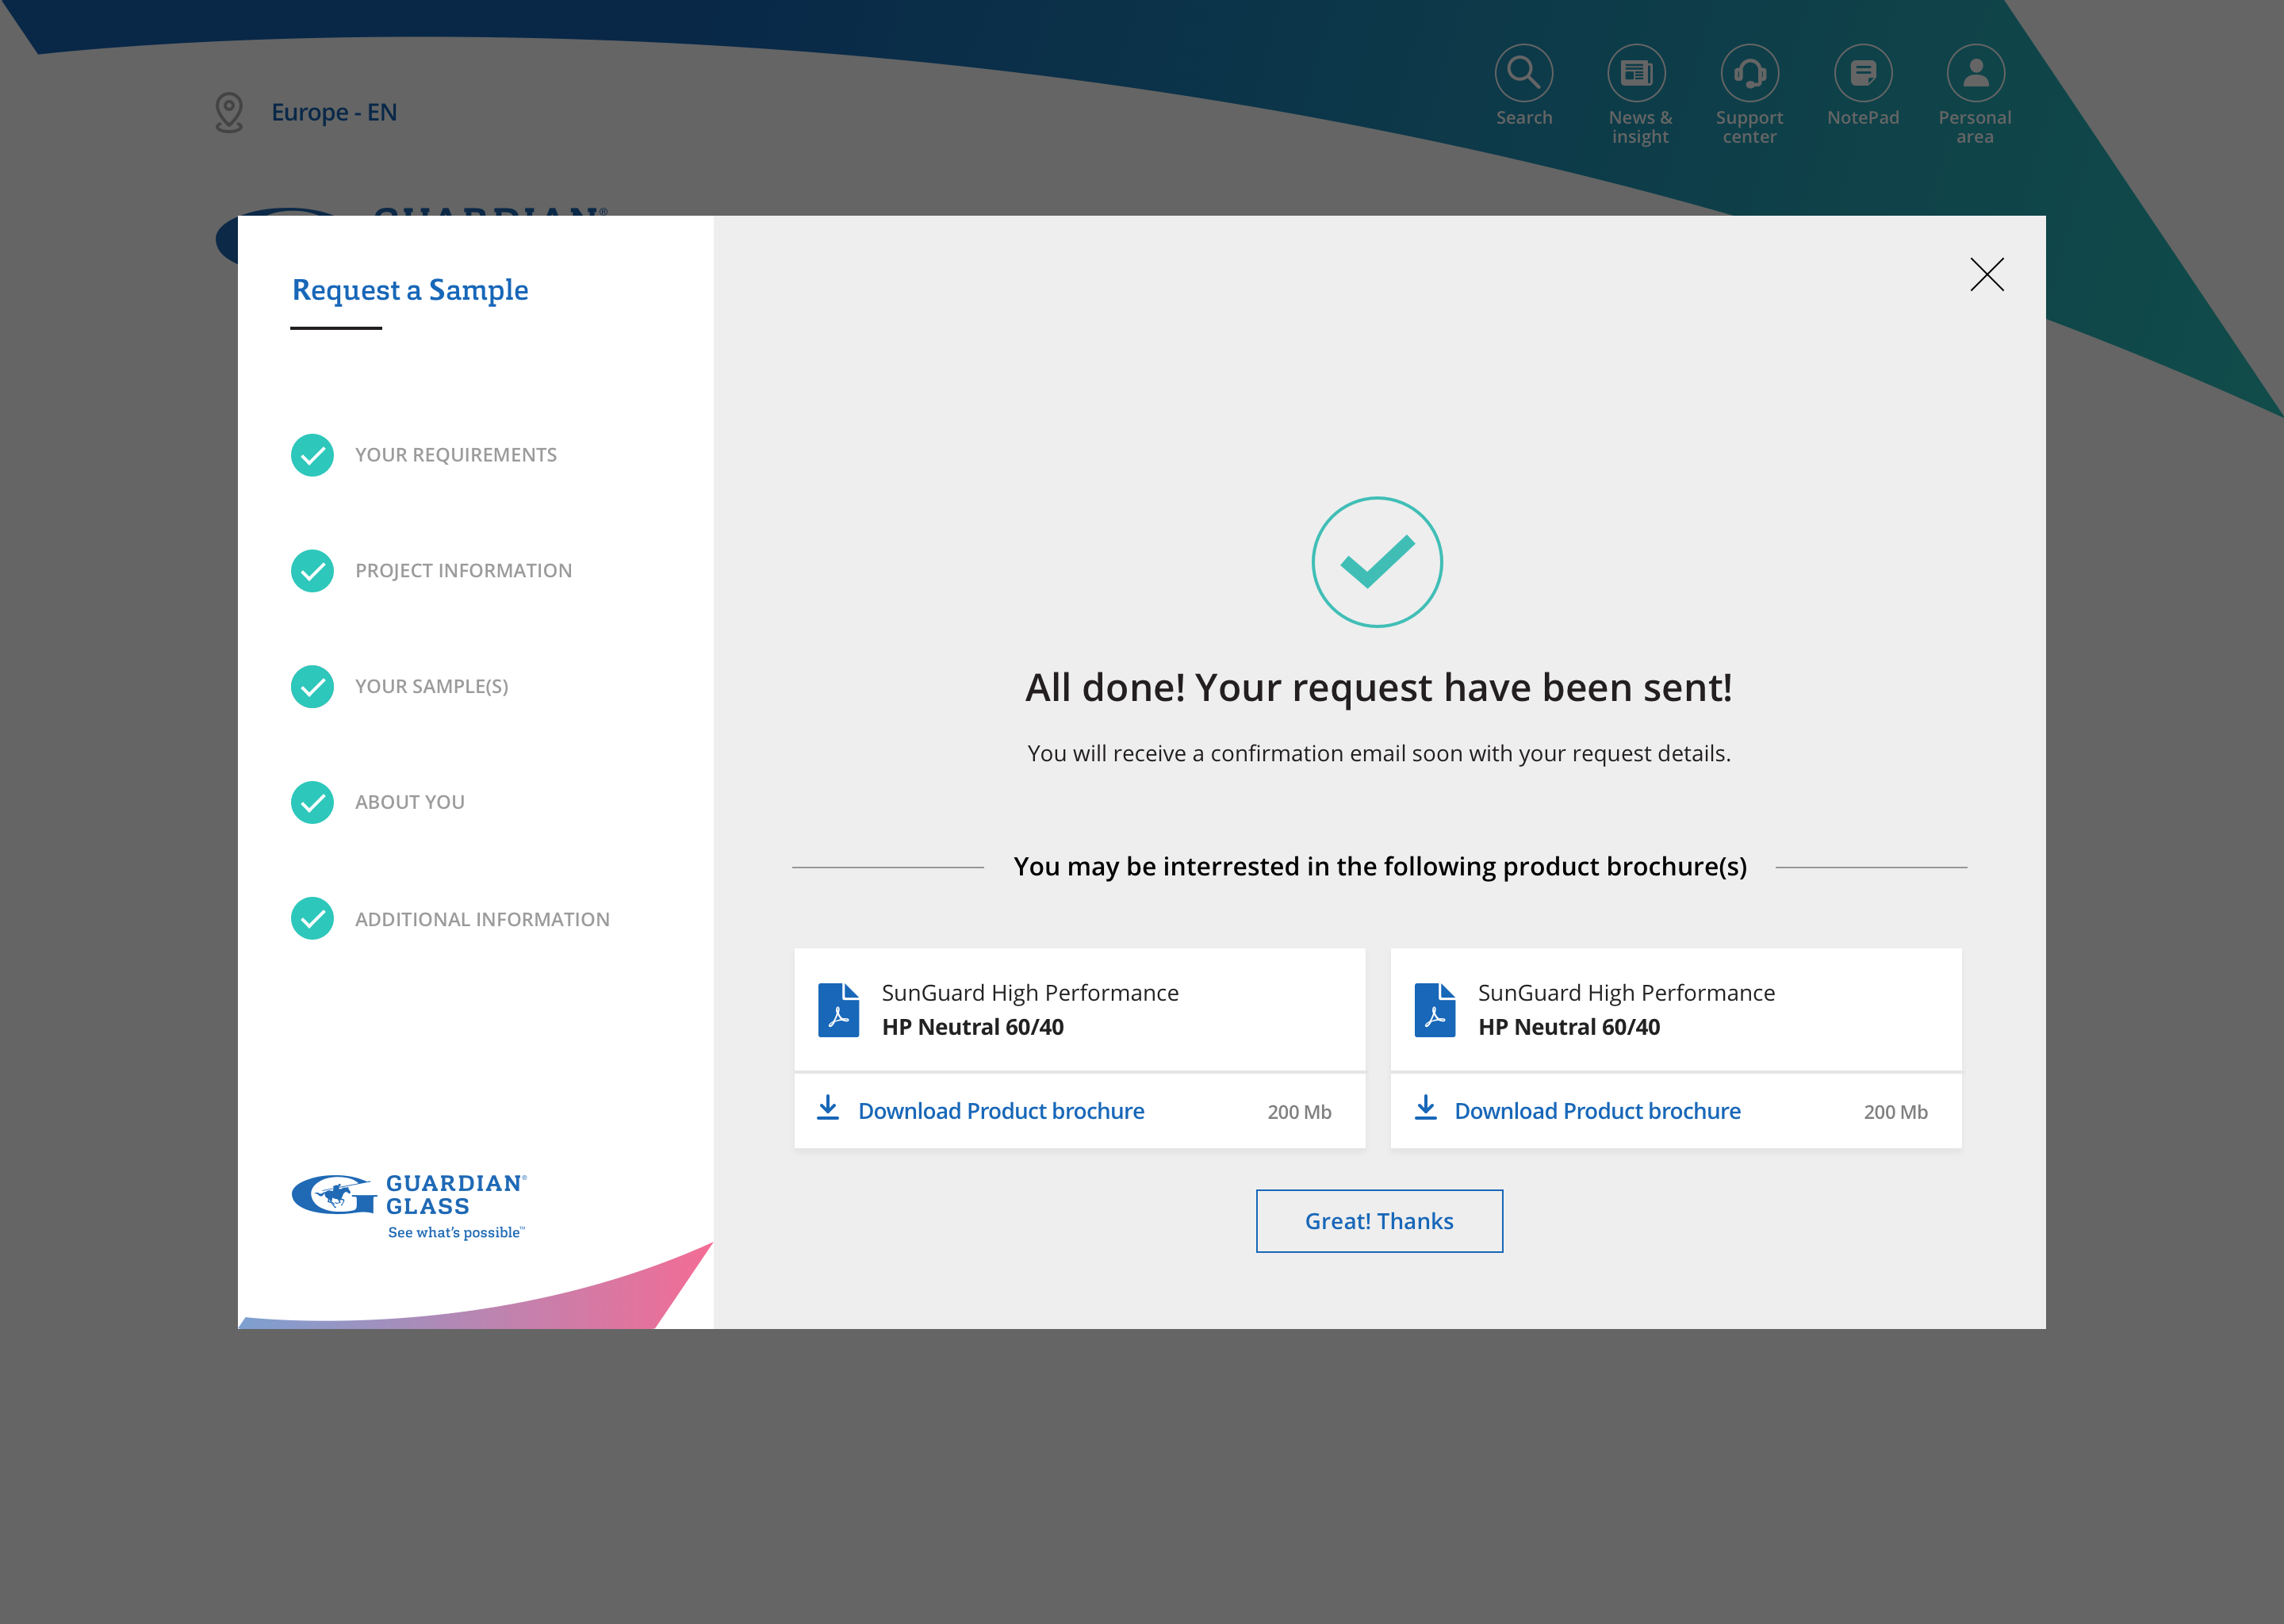 Europe - EN
Search
News &
insight
Support
center
NotePad
Personal
area
GUARDIAN®
Request a Sample
YOUR REQUIREMENTS
PROJECT INFORMATION
YOUR SAMPLE(S)
ABOUT YOU
ADDITIONAL INFORMATION
GUARDIAN®
GLASS
See what's possible™
All done! Your request have been sent!
You will receive a confirmation email soon with your request details.
You may be interrested in the following product brochure(s)
SunGuard High Performance
HP Neutral 60/40
Download Product brochure
200 Mb
SunGuard High Performance
HP Neutral 60/40
Download Product brochure
200 Mb
Great! Thanks